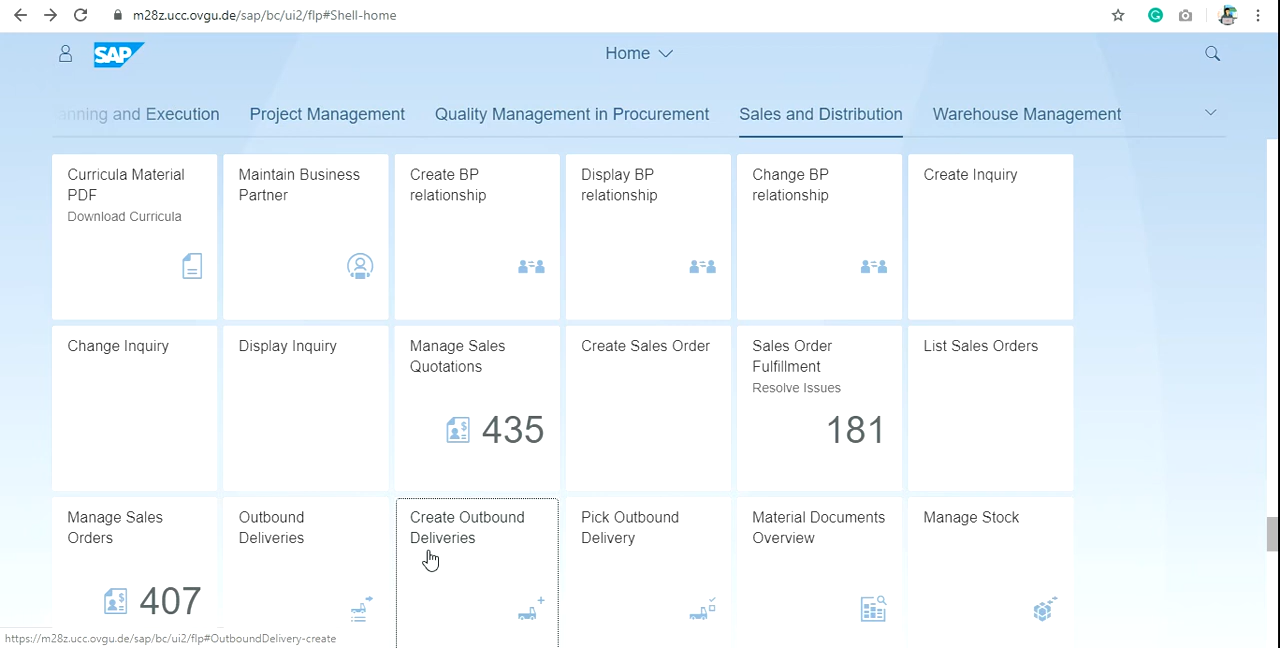 m28z.ucc.ovgu.de/sap/bc/ui2/flp#Shell-home
SAP
Home
anning and Execution
Project Management
Quality Management in Procurement
Sales and Distribution
Warehouse Management
Curricula Material
PDF
Download Curricula
Maintain Business
Partner
Create BP
relationship
Display BP
relationship
Change BP
relationship
Create Inquiry
Change Inquiry
Display Inquiry
Manage Sales
Quotations
435
Create Sales Order
Sales Order
Fulfillment
Resolve Issues
181
List Sales Orders
Manage Sales
Orders
407
Outbound
Deliveries
Create Outbound
Deliveries
Pick Outbound
Delivery
Material Documents
Overview
Manage Stock
https://m28z.ucc.ovgu.de/sap/bc/ui2/flp#OutboundDelivery-create